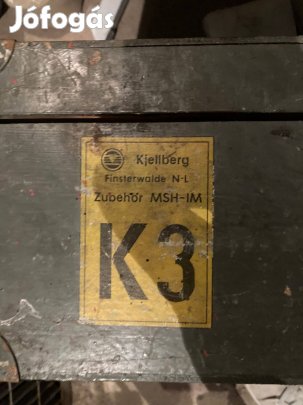 Jófogás
Kjellberg
Finsterwalde N-L
Zubehör MSH-IM
K3